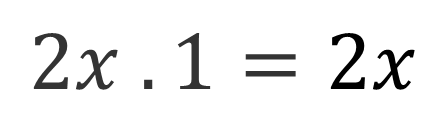 2x . 1 = 2x